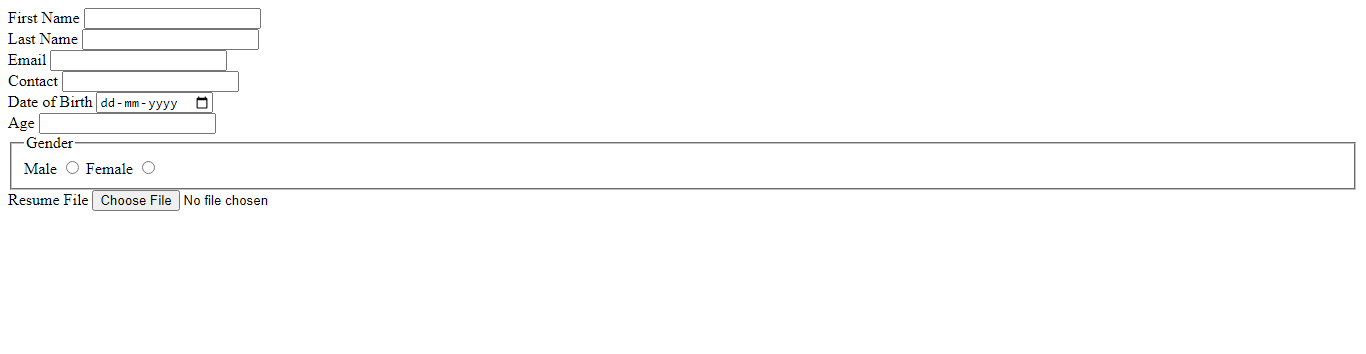 First Name
Last Name
Email
Contact
Date of Birth dd-mm-yyyy
Age
Gender
Male Female
Resume File Choose File No file chosen